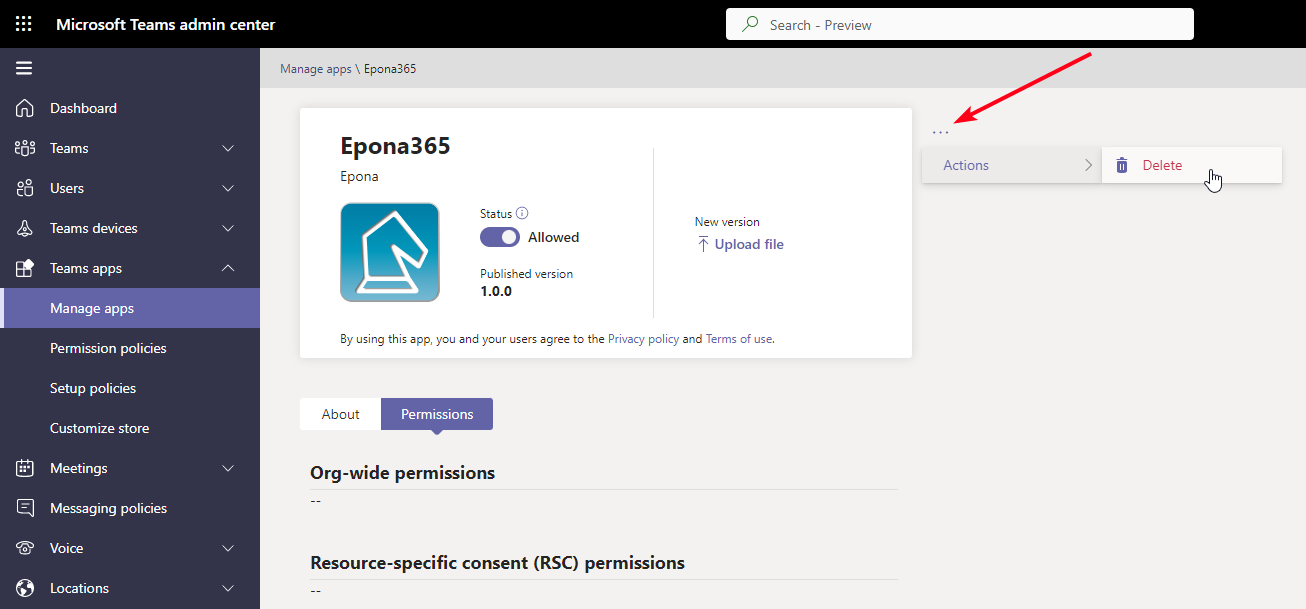 Microsoft Teams admin center
Search - Preview
Dashboard
Teams
Users
Teams devices
Teams apps
Manage apps
Permission policies
Setup policies
Customize store
Meetings
Messaging policies
Voice
Locations
Manage apps \ Epona365
Epona365
Epona
Status
Allowed
Published version
1.0.0
New version
Upload file
By using this app, you and your users agree to the Privacy policy and Terms of use.
...
Actions
Delete
About
Permissions
Org-wide permissions
--
Resource-specific consent (RSC) permissions
--